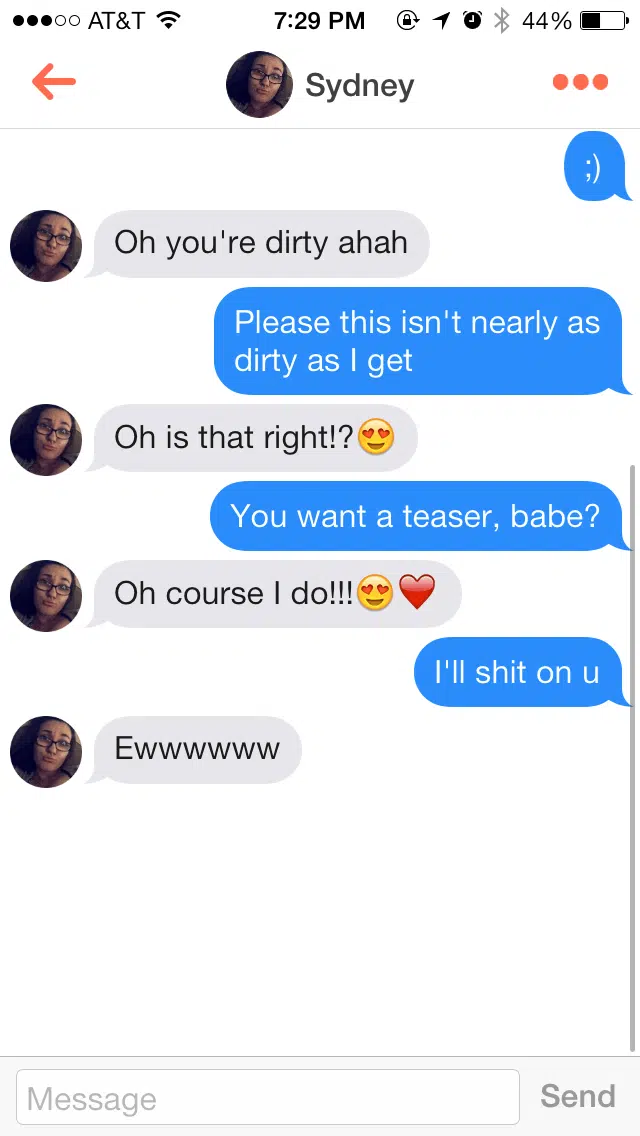 AT&T 7:29 PM 44%
Sydney
;)
Oh you're dirty ahah
Please this isn't nearly as
dirty as I get
Oh is that right!?😍
You want a teaser, babe?
Oh course I do!!!😍❤️
I'll shit on u
Ewwwwww
Message Send